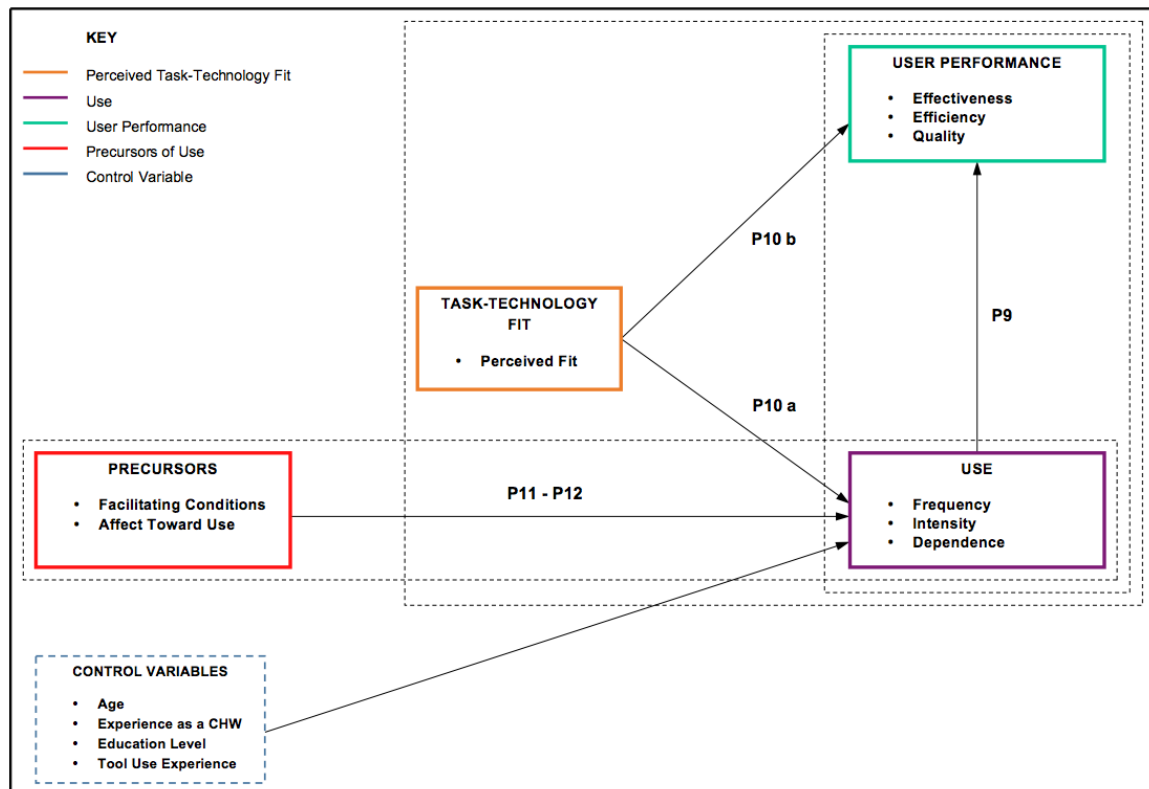 KEY
Perceived Task-Technology Fit
Use
User Performance
Precursors of Use
Control Variable
USER PERFORMANCE
• Effectiveness
• Efficiency
• Quality
P10 b
TASK-TECHNOLOGY
FIT
• Perceived Fit
P9
P10 a
PRECURSORS
• Facilitating Conditions
• Affect Toward Use
P11 - P12
USE
• Frequency
• Intensity
• Dependence
CONTROL VARIABLES
• Age
• Experience as a CHW
• Education Level
• Tool Use Experience